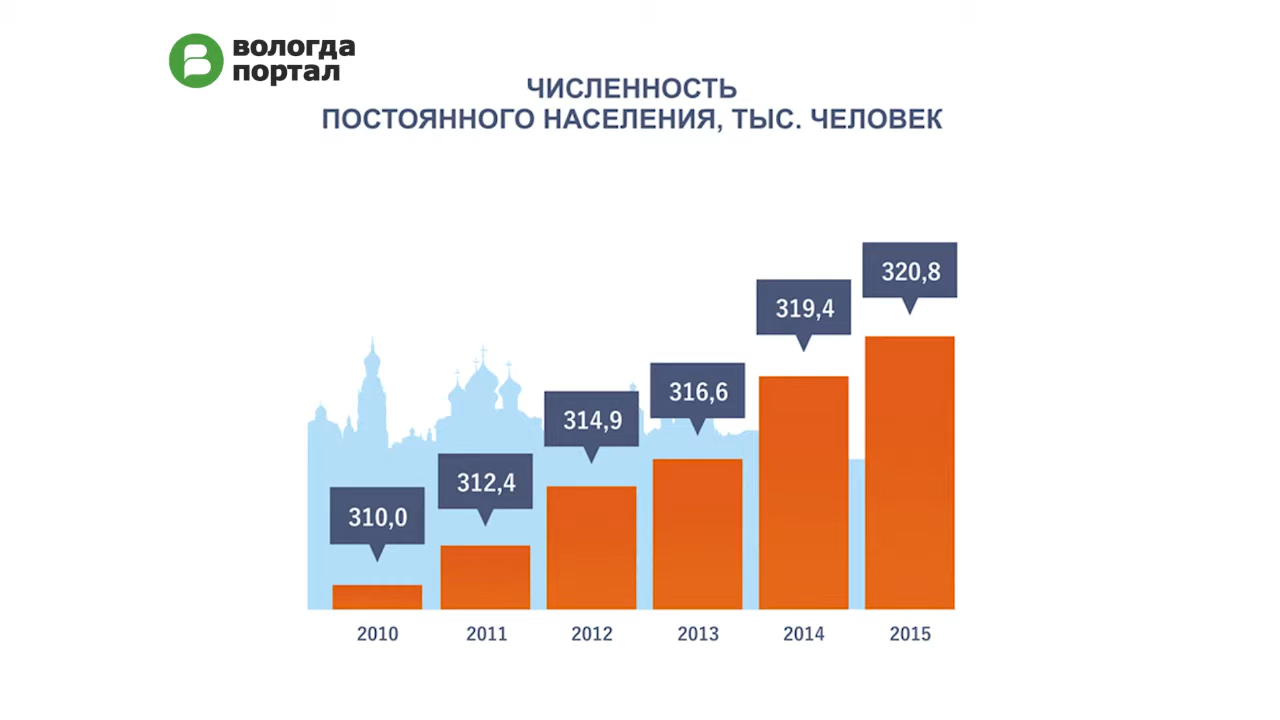 вологда
портал
ЧИСЛЕННОСТЬ
ПОСТОЯННОГО НАСЕЛЕНИЯ, ТЫС. ЧЕЛОВЕК
310,0
312,4
314,9
316,6
319,4
320,8
2010 2011 2012 2013 2014 2015